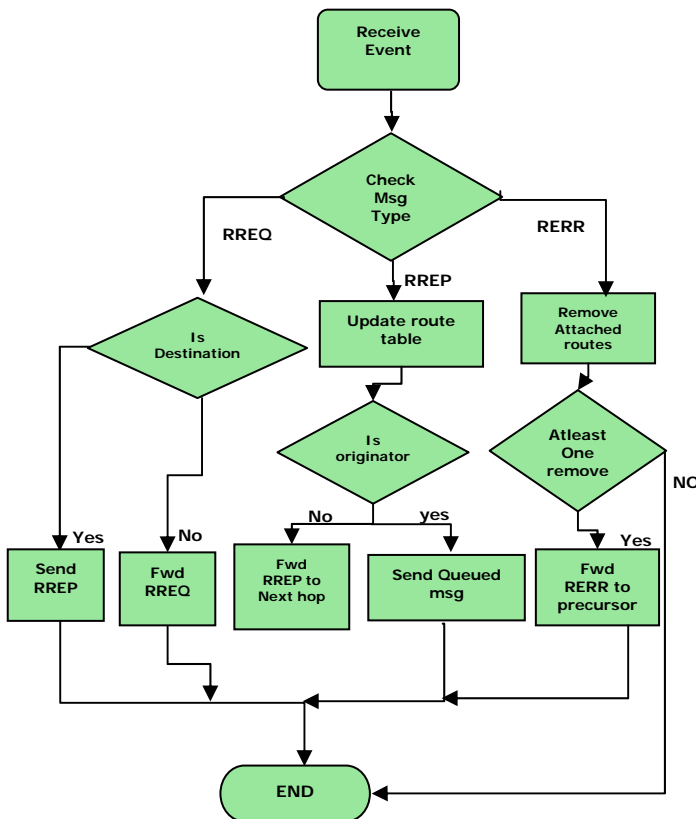 Receive
Event
Check
Msg
Type
RREQ
RREP
RERR
Is
Destination
Update route
table
Remove
Attached
routes
Is
originator
Atleast
One
remove
NO
Yes
No
No
yes
Yes
Send
RREP
Fwd
RREQ
Fwd
RREP to
Next hop
Send Queued
msg
Fwd
RERR to
precursor
END